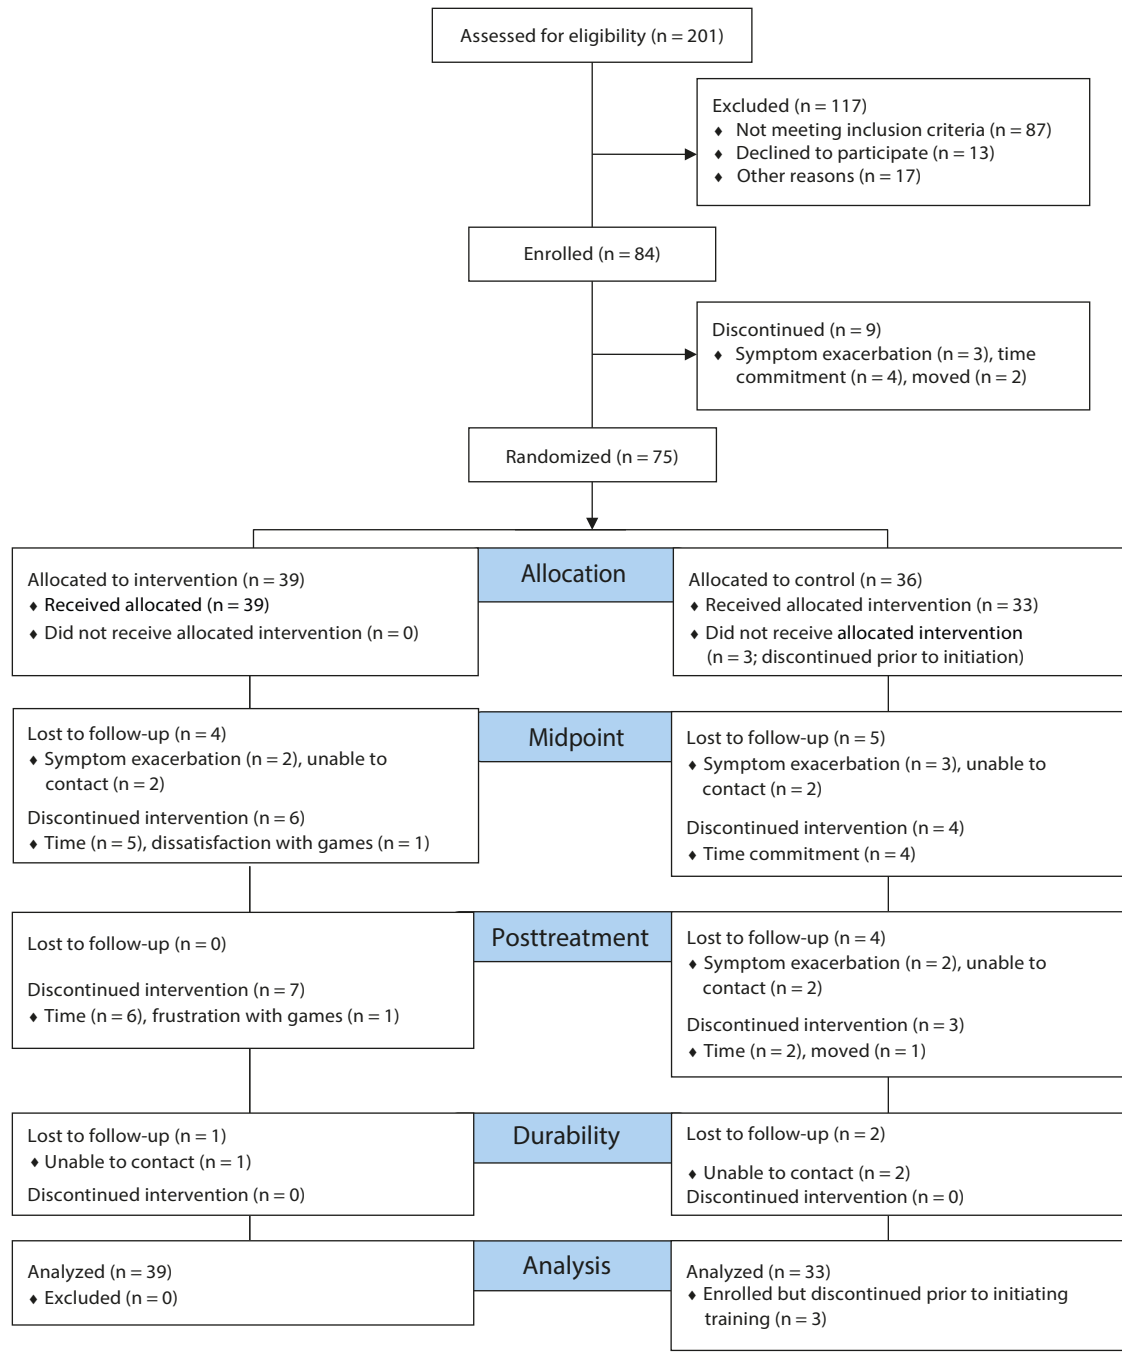 Assessed for eligibility (n = 201)
Excluded (n = 117)
♦ Not meeting inclusion criteria (n = 87)
♦ Declined to participate (n = 13)
♦ Other reasons (n = 17)
Enrolled (n = 84)
Discontinued (n = 9)
♦ Symptom exacerbation (n = 3), time
commitment (n = 4), moved (n = 2)
Randomized (n = 75)
Allocation
Allocated to intervention (n = 39)
♦ Received allocated (n = 39)
♦ Did not receive allocated intervention (n = 0)
Allocated to control (n = 36)
♦ Received allocated intervention (n = 33)
♦ Did not receive allocated intervention
(n = 3; discontinued prior to initiation)
Midpoint
Lost to follow-up (n = 4)
♦ Symptom exacerbation (n = 2), unable to
contact (n = 2)
Discontinued intervention (n = 6)
♦ Time (n = 5), dissatisfaction with games (n = 1)
Lost to follow-up (n = 5)
♦ Symptom exacerbation (n = 3), unable to
contact (n = 2)
Discontinued intervention (n = 4)
♦ Time commitment (n = 4)
Posttreatment
Lost to follow-up (n = 0)
Discontinued intervention (n = 7)
♦ Time (n = 6), frustration with games (n = 1)
Lost to follow-up (n = 4)
♦ Symptom exacerbation (n = 2), unable to
contact (n = 2)
Discontinued intervention (n = 3)
♦ Time (n = 2), moved (n = 1)
Durability
Lost to follow-up (n = 1)
♦ Unable to contact (n = 1)
Discontinued intervention (n = 0)
Lost to follow-up (n = 2)
♦ Unable to contact (n = 2)
Discontinued intervention (n = 0)
Analysis
Analyzed (n = 39)
♦ Excluded (n = 0)
Analyzed (n = 33)
♦ Enrolled but discontinued prior to initiating
training (n = 3)